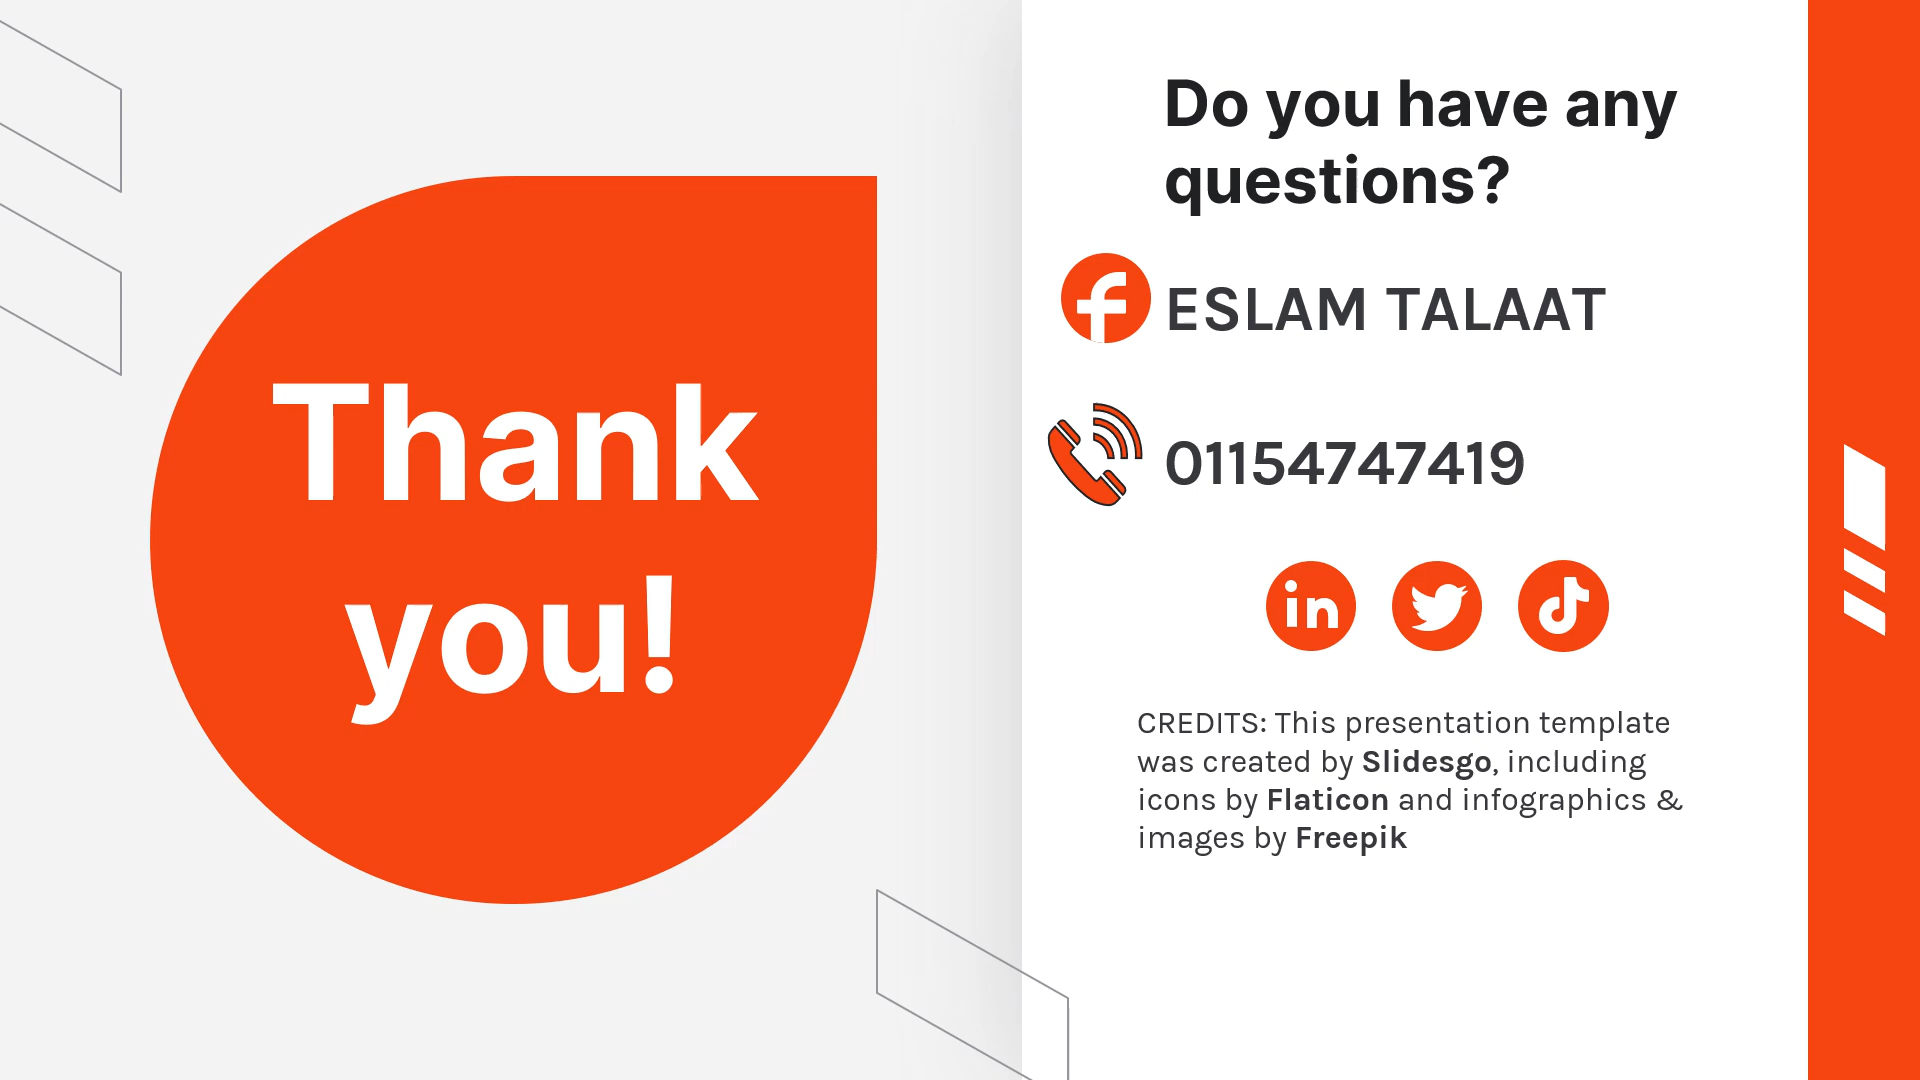 Thank
you!
Do you have any
questions?
ESLAM TALAAT
01154747419
CREDITS: This presentation template
was created by Slidesgo, including
icons by Flaticon and infographics &
images by Freepik